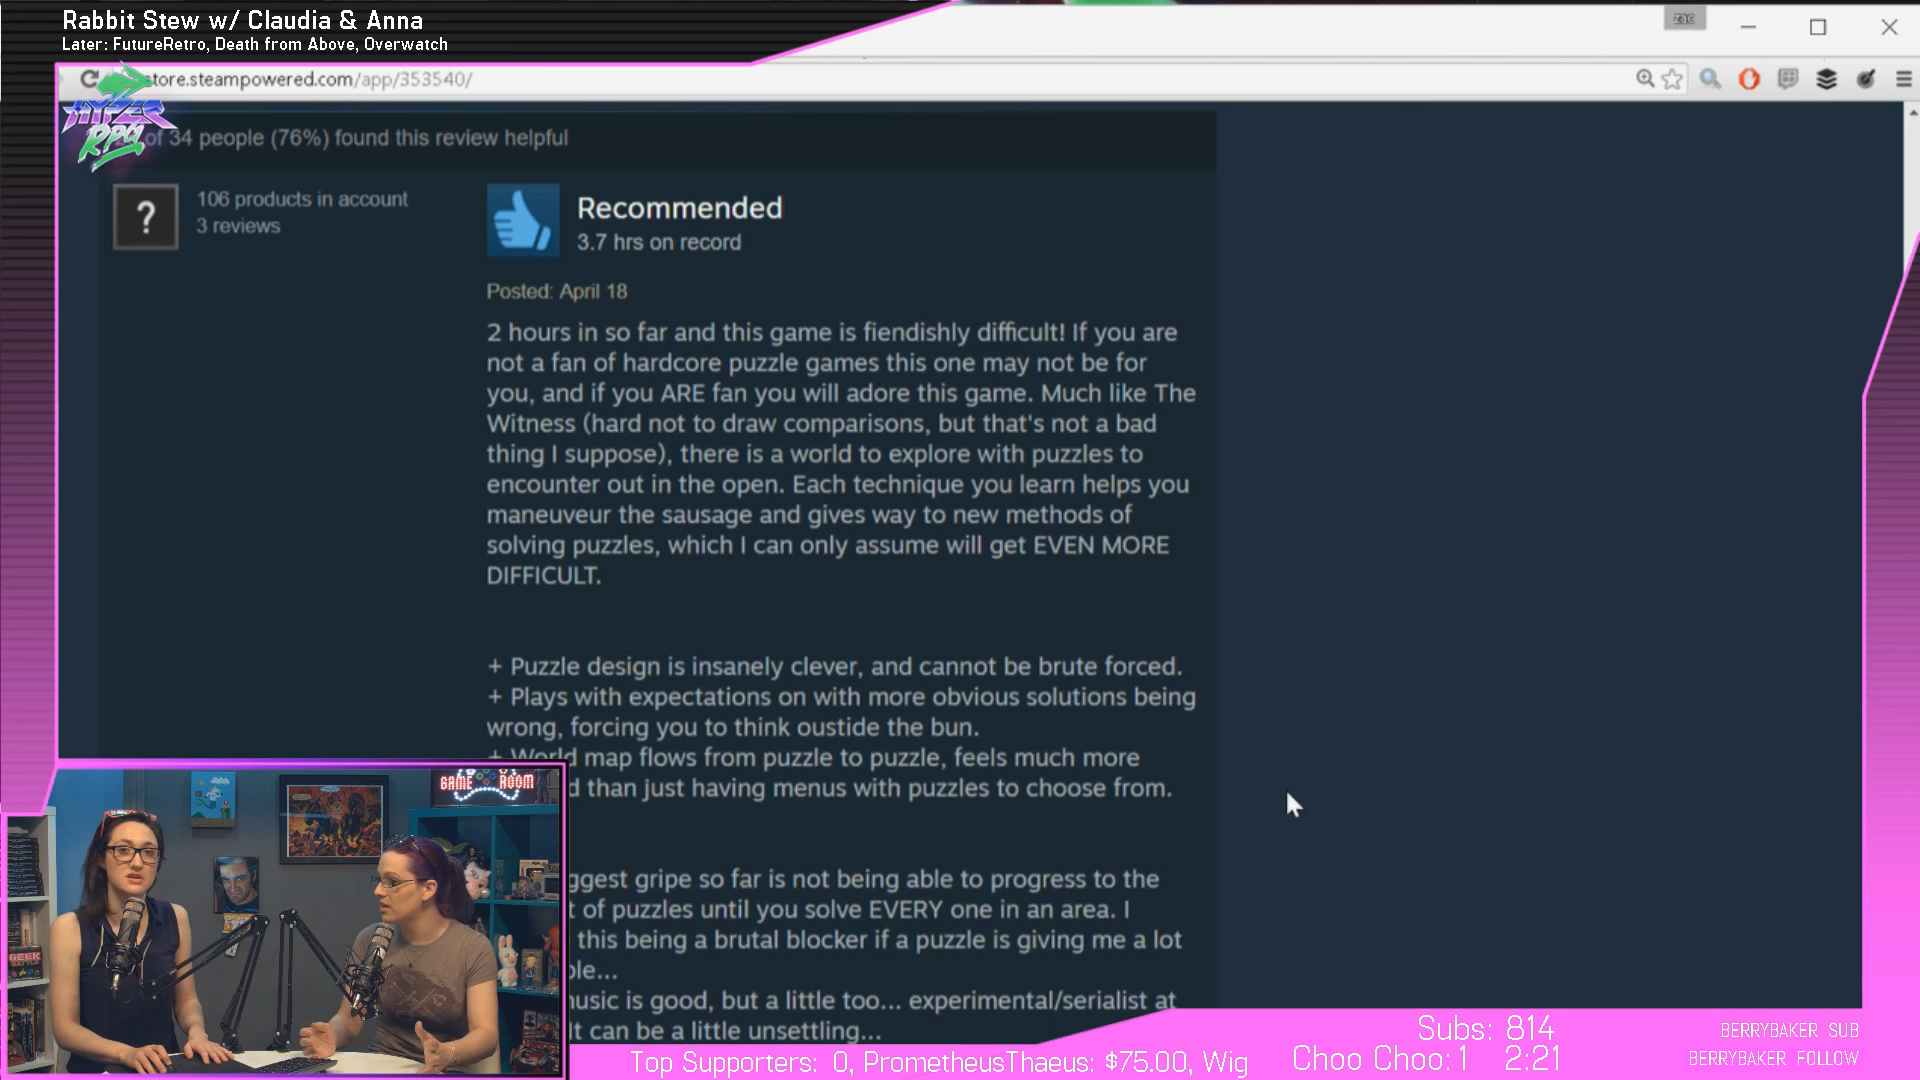 Rabbit Stew w/ Claudia & Anna
Later: FutureRetro, Death from Above, Overwatch
zac
store.steampowered.com/app/353540/
HYPER
RPG
of 34 people (76%) found this review helpful
106 products in account
3 reviews
Recommended
3.7 hrs on record
Posted: April 18
2 hours in so far and this game is fiendishly difficult! If you are
not a fan of hardcore puzzle games this one may not be for
you, and if you ARE fan you will adore this game. Much like The
Witness (hard not to draw comparisons, but that's not a bad
thing I suppose), there is a world to explore with puzzles to
encounter out in the open. Each technique you learn helps you
maneuveur the sausage and gives way to new methods of
solving puzzles, which I can only assume will get EVEN MORE
DIFFICULT.
+ Puzzle design is insanely clever, and cannot be brute forced.
+ Plays with expectations on with more obvious solutions being
wrong, forcing you to think oustide the bun.
+ World map flows from puzzle to puzzle, feels much more
than just having menus with puzzles to choose from.
gripe so far is not being able to progress to the
of puzzles until you solve EVERY one in an area. I
this being a brutal blocker if a puzzle is giving me a lot
music is good, but a little too... experimental/serialist at
It can be a little unsettling...
GAME ROOM
GEEK
BATTLE
Subs: 814
Choo Choo: 1 2:21
BERRYBAKER SUB
BERRYBAKER FOLLOW
Top Supporters: 0, PrometheusThaeus: $75.00, Wig